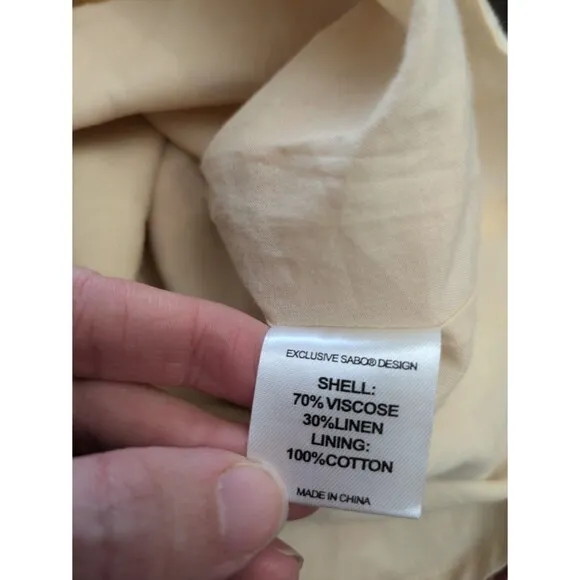 EXCLUSIVE SABO® DESIGN
SHELL:
70%VISCOSE
30%LINEN
LINING:
100%COTTON
MADE IN CHINA